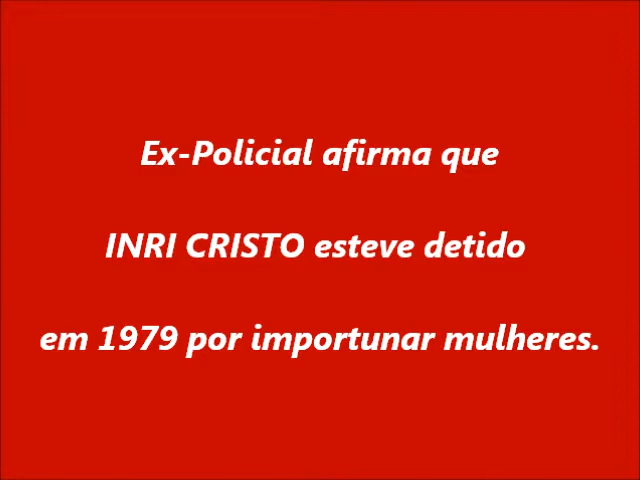 Ex-Policial afirma que
INRI CRISTO esteve detido
em 1979 por importunar mulheres.